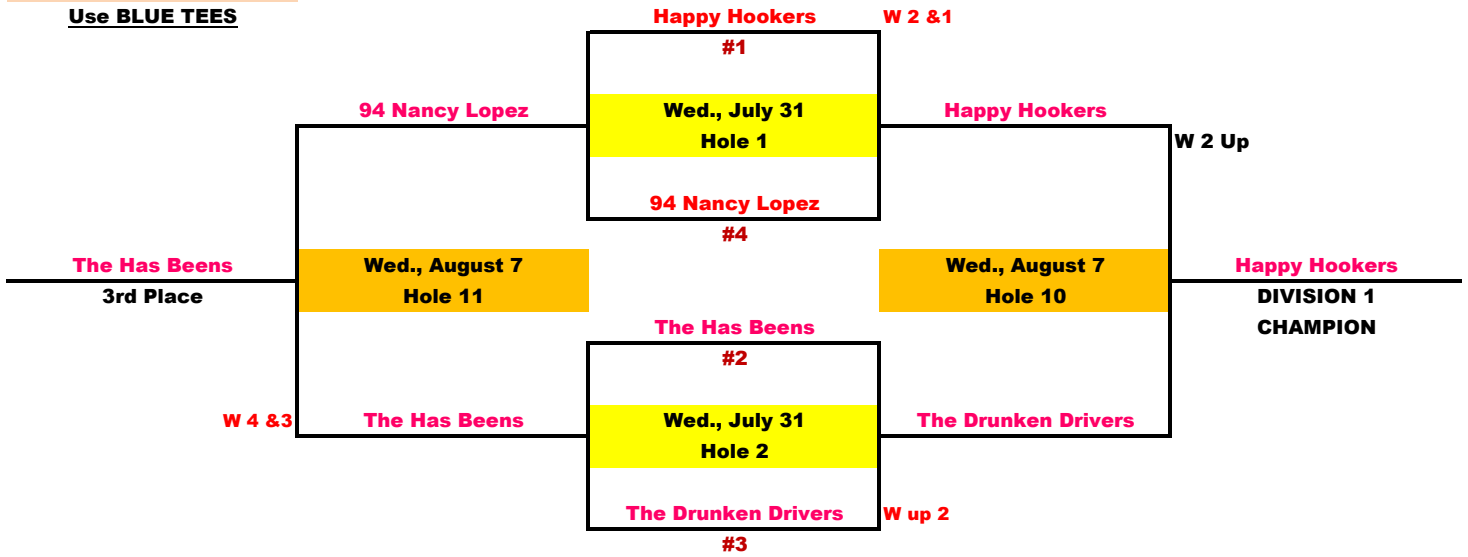 Use BLUE TEES
Happy Hookers
W 2 &1
#1
94 Nancy Lopez
Wed., July 31
Hole 1
Happy Hookers
W 2 Up
94 Nancy Lopez
#4
The Has Beens
3rd Place
Wed., August 7
Hole 11
Wed., August 7
Hole 10
Happy Hookers
DIVISION 1
CHAMPION
The Has Beens
#2
W 4 &3
The Has Beens
Wed., July 31
Hole 2
The Drunken Drivers
The Drunken Drivers
W up 2
#3